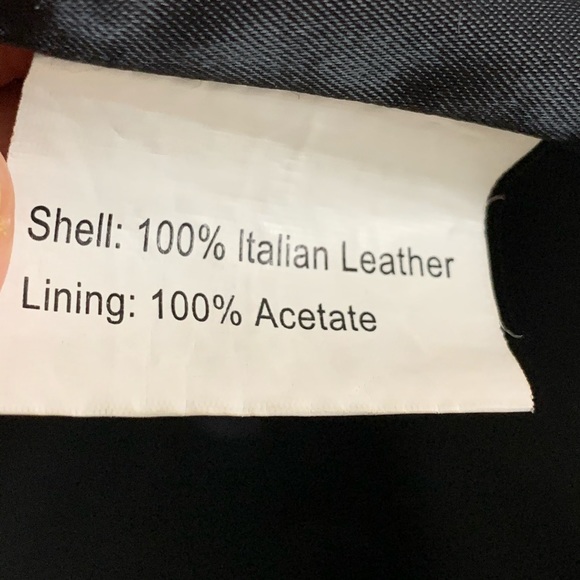 Shell: 100% Italian Leather
Lining: 100% Acetate